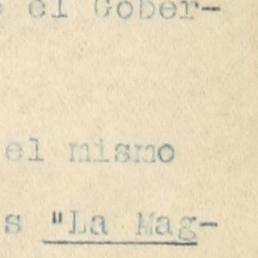 el Gober-
el mismo
s "La Mag-